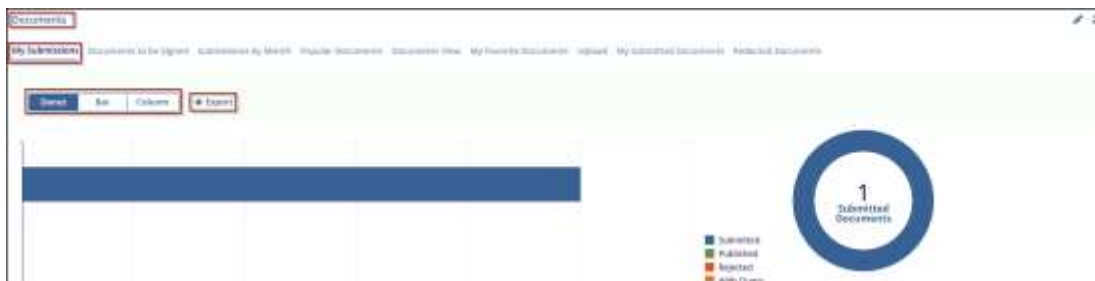 Documents
My Submissions Documents to be Signed Submissions By Month Popular Documents Documents View My Favorite Documents Upload My Submitted Documents Redacted Documents
Donut Bar Column Export
1
Submitted
Documents
Submitted
Published
Rejected